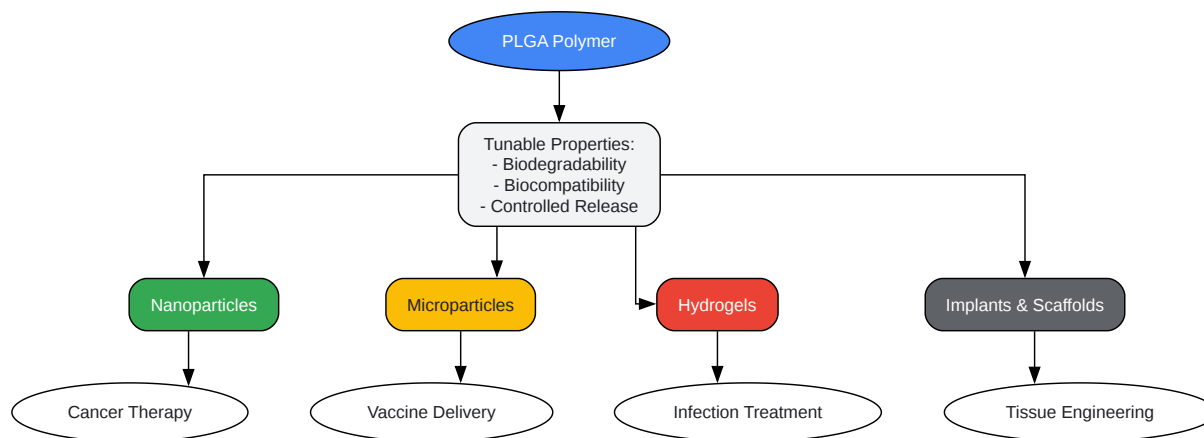 PLGA Polymer
Tunable Properties:
- Biodegradability
- Biocompatibility
- Controlled Release
Nanoparticles
Microparticles
Hydrogels
Implants & Scaffolds
Cancer Therapy
Vaccine Delivery
Infection Treatment
Tissue Engineering